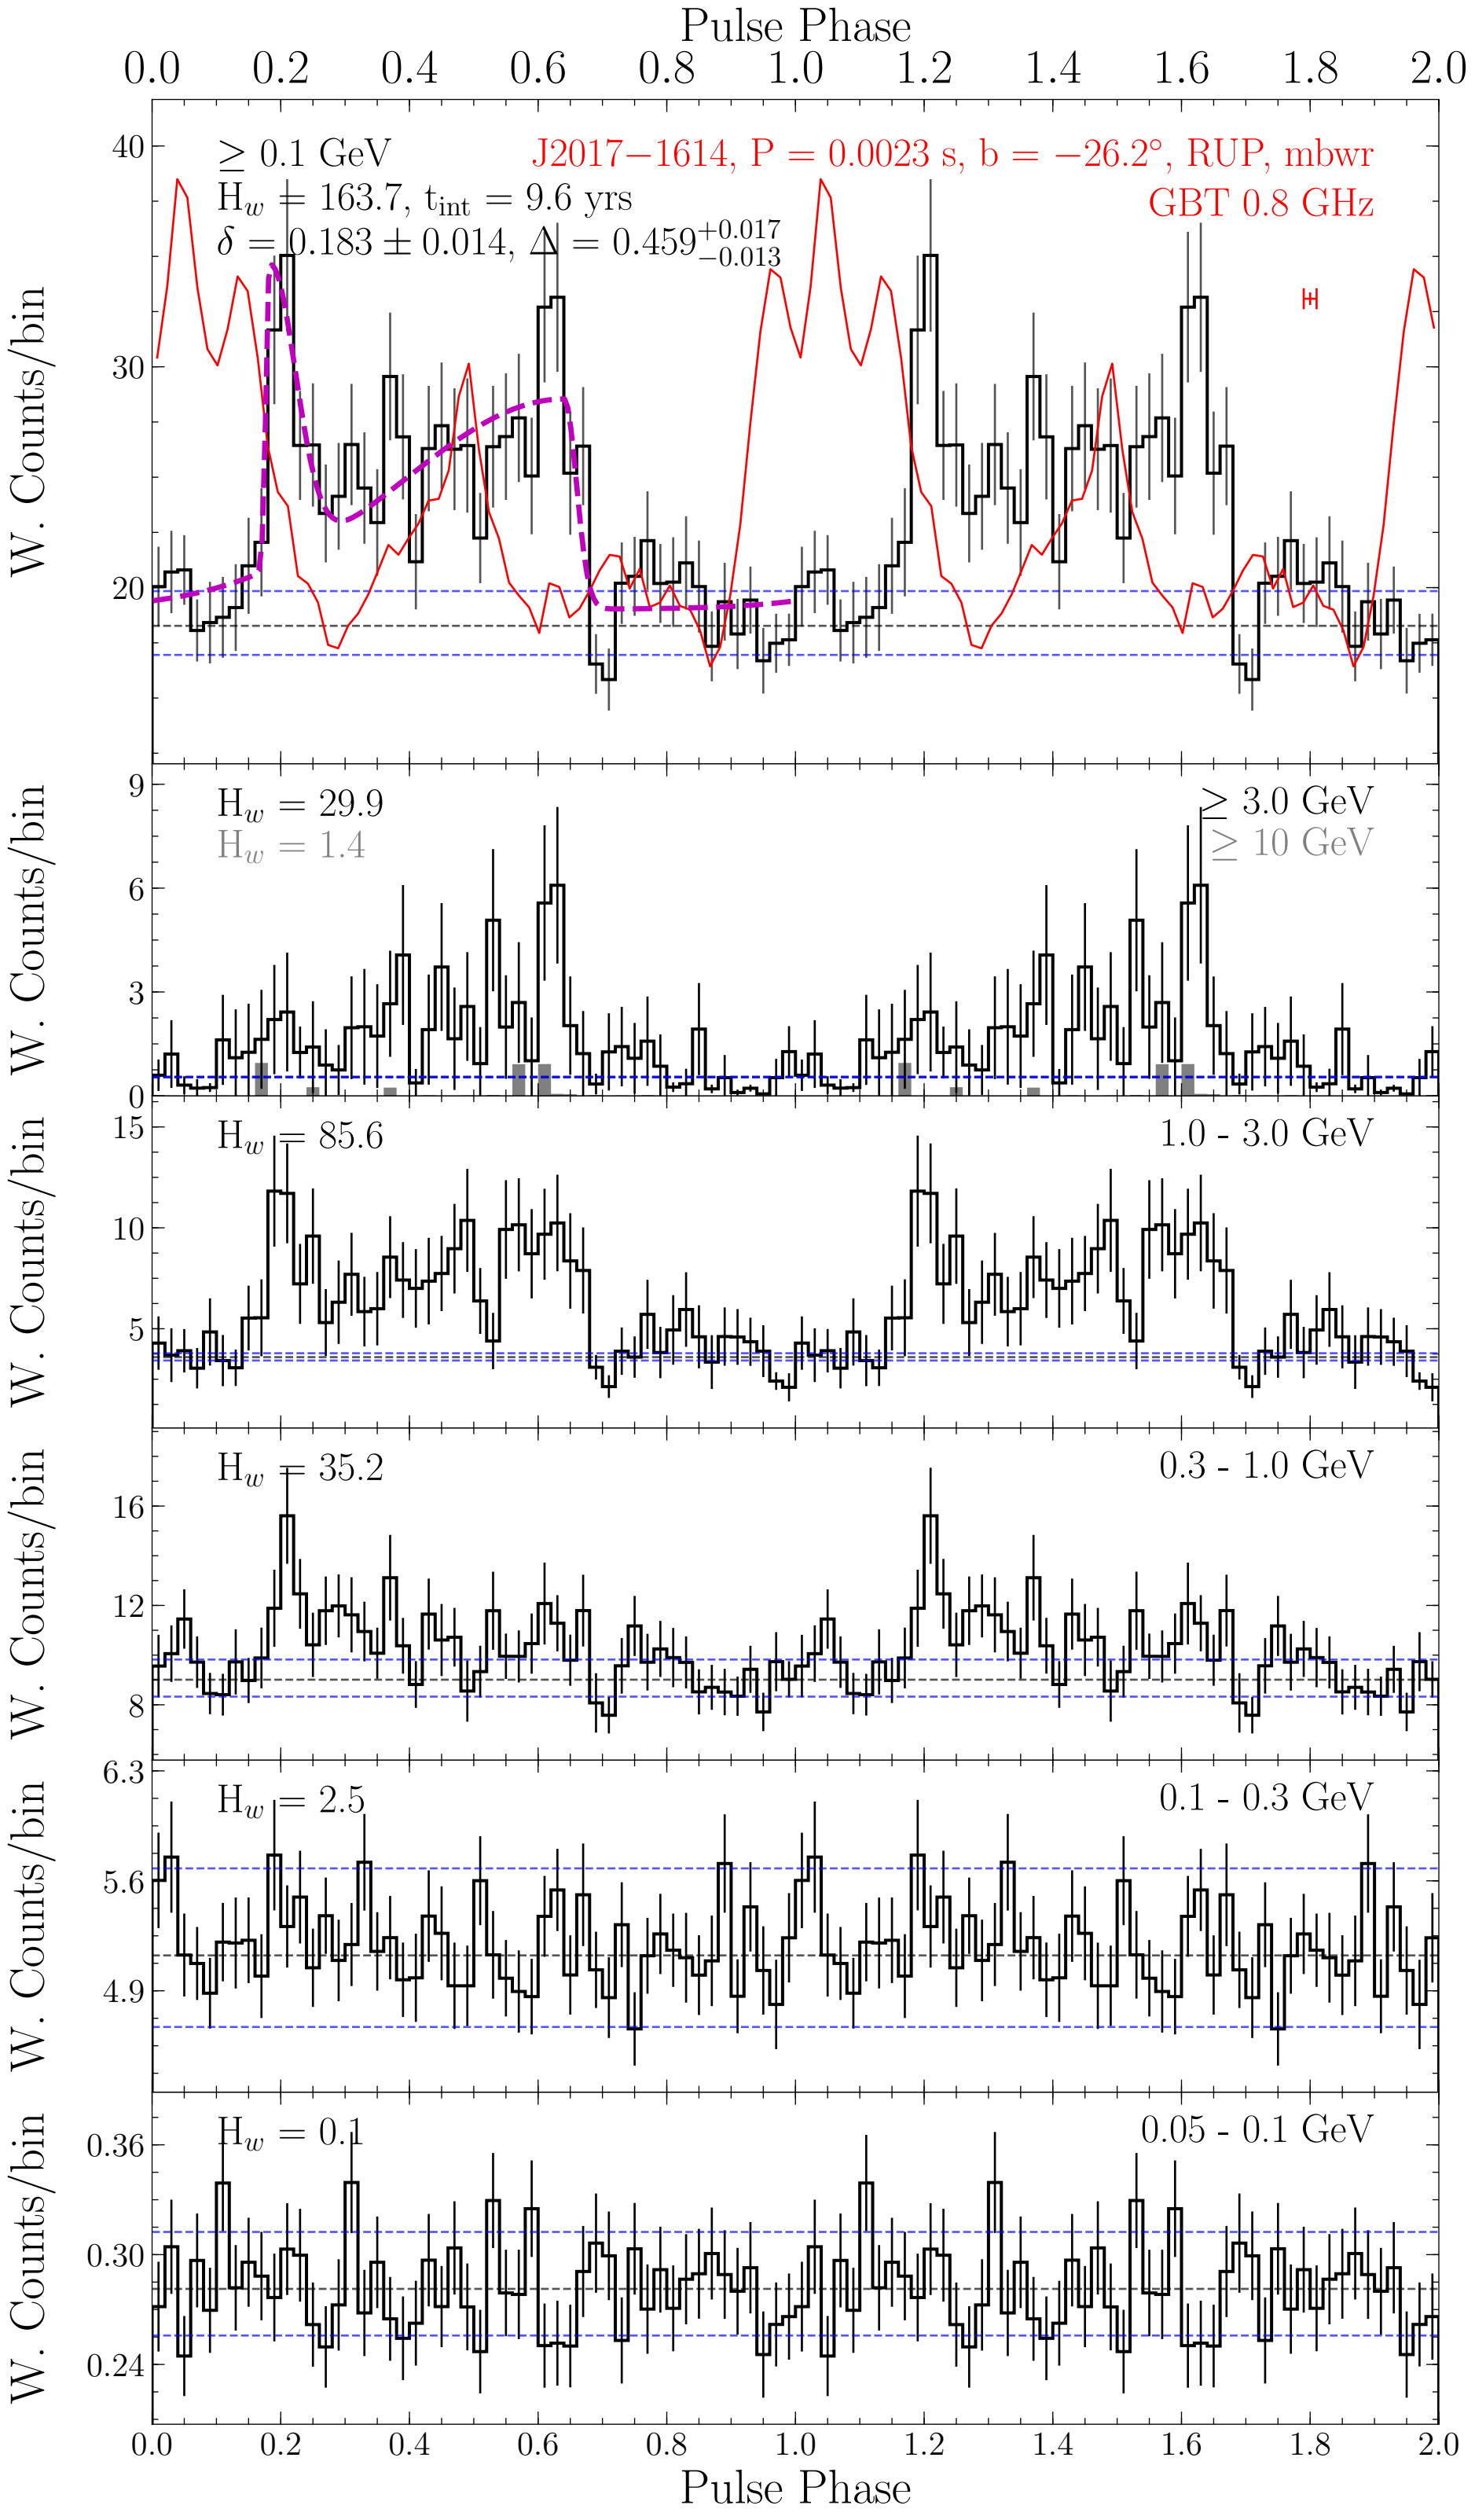 Pulse Phase
0.0 0.2 0.4 0.6 0.8 1.0 1.2 1.4 1.6 1.8 2.0
W. Counts/bin
40
30
20
≥ 0.1 GeV
H_w = 163.7, t_int = 9.6 yrs
δ = 0.183 ± 0.014, Δ = 0.459^{+0.017}_{−0.013}
J2017−1614, P = 0.0023 s, b = −26.2°, RUP, mbwr
GBT 0.8 GHz
W. Counts/bin
9
6
3
0
H_w = 29.9
H_w = 1.4
≥ 3.0 GeV
≥ 10 GeV
W. Counts/bin
15
10
5
H_w = 85.6
1.0 - 3.0 GeV
W. Counts/bin
16
12
8
H_w = 35.2
0.3 - 1.0 GeV
W. Counts/bin
6.3
5.6
4.9
H_w = 2.5
0.1 - 0.3 GeV
W. Counts/bin
0.36
0.30
0.24
H_w = 0.1
0.05 - 0.1 GeV
0.0 0.2 0.4 0.6 0.8 1.0 1.2 1.4 1.6 1.8 2.0
Pulse Phase